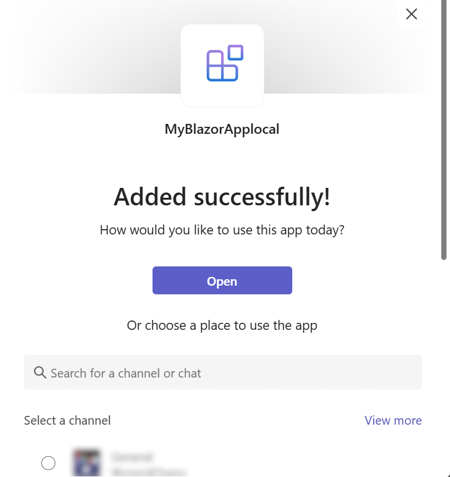 MyBlazorApplocal
Added successfully!
How would you like to use this app today?
Open
Or choose a place to use the app
Search for a channel or chat
Select a channel View more
General